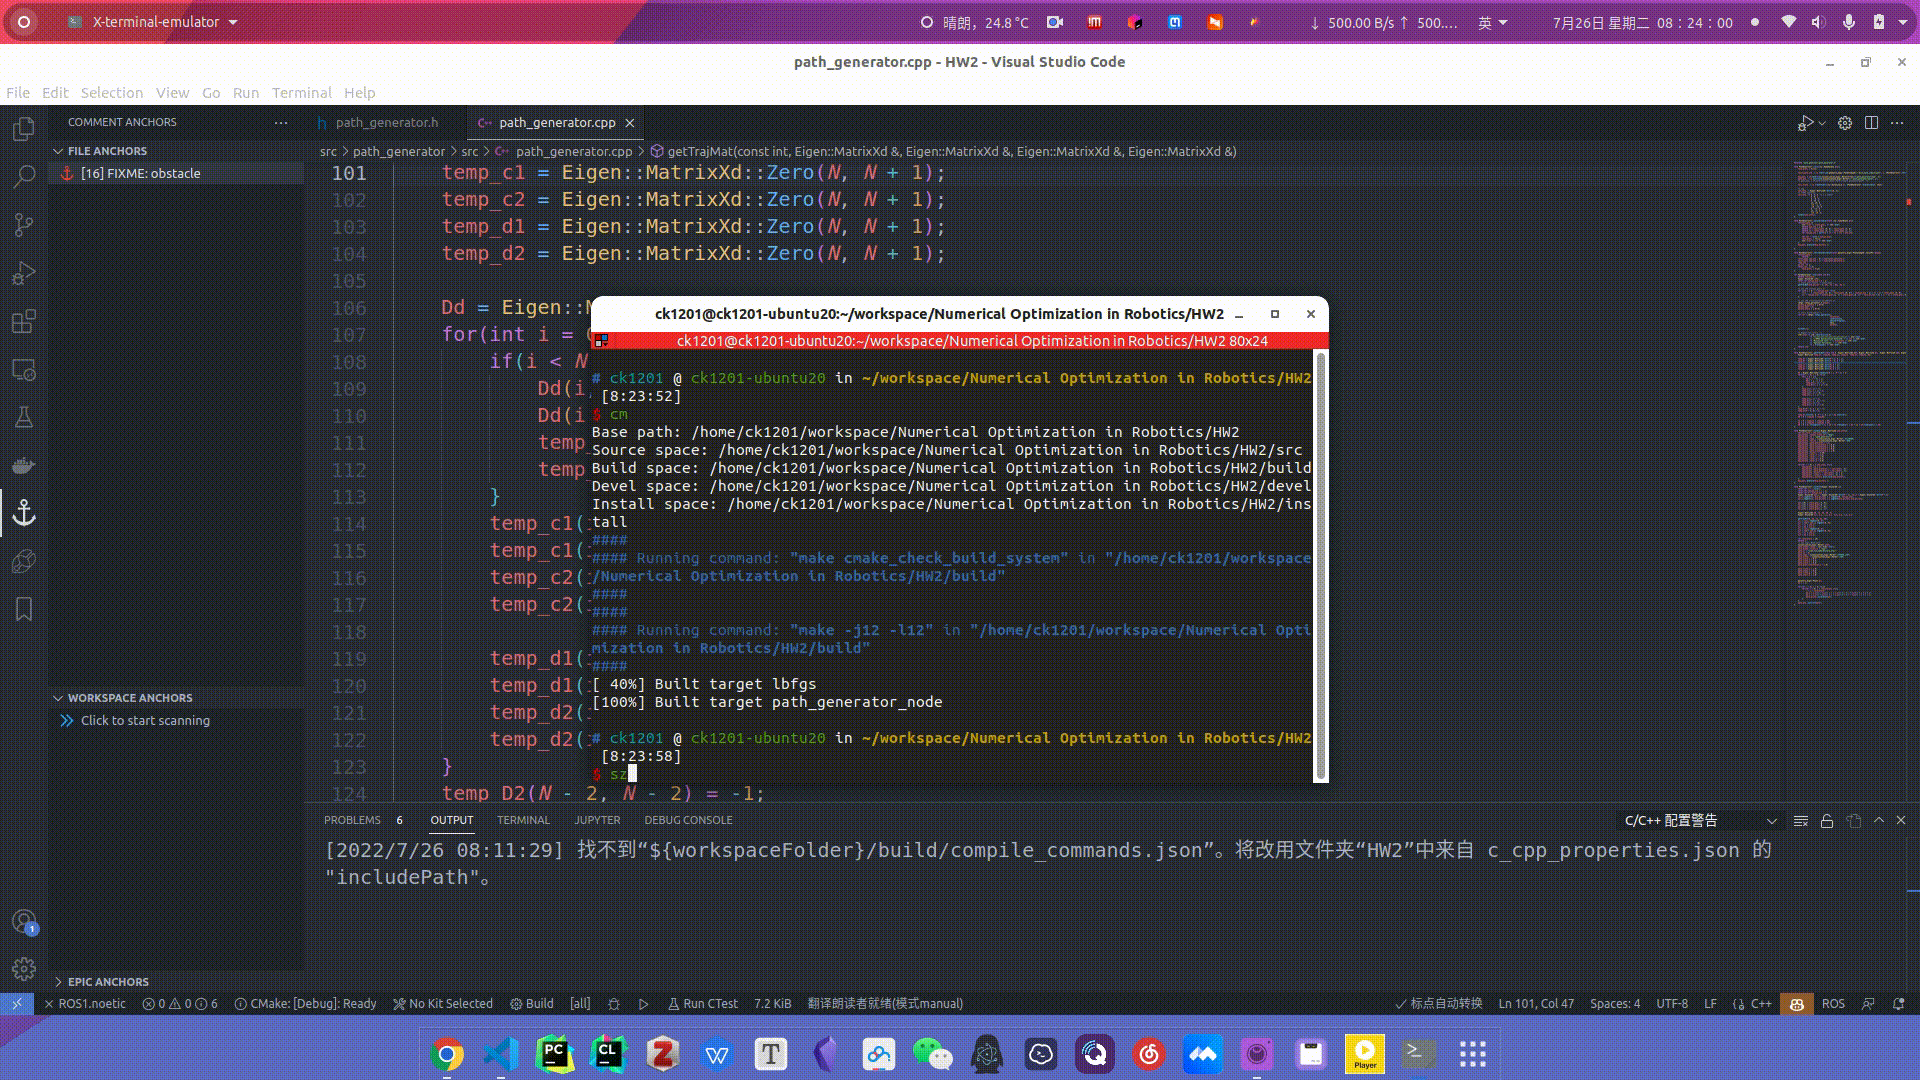 X-terminal-emulator
晴朗，24.8°C
↓ 500.00 B/s ↑ 500....
英
7月26日 星期二 08：24：00
path_generator.cpp - HW2 - Visual Studio Code
File Edit Selection View Go Run Terminal Help
COMMENT ANCHORS
path_generator.h
path_generator.cpp
FILE ANCHORS
src > path_generator > src > path_generator.cpp > getTrajMat(const int, Eigen::MatrixXd &, Eigen::MatrixXd &, Eigen::MatrixXd &, Eigen::MatrixXd &)
[16] FIXME: obstacle
101 temp_c1 = Eigen::MatrixXd::Zero(N, N + 1);
102 temp_c2 = Eigen::MatrixXd::Zero(N, N + 1);
103 temp_d1 = Eigen::MatrixXd::Zero(N, N + 1);
104 temp_d2 = Eigen::MatrixXd::Zero(N, N + 1);
105
106 Dd = Eigen::
107 for(int i =
108 if(i < N
109 Dd(i
110 Dd(i
111 temp
112 temp
113 }
114 temp_c1(
115 temp_c1(
116 temp_c2(
117 temp_c2(
118
119 temp_d1(
120 temp_d1(
121 temp_d2(
122 temp_d2(
123 }
124 temp_D2(N - 2, N - 2) = -1;
ck1201@ck1201-ubuntu20:~/workspace/Numerical Optimization in Robotics/HW2
ck1201@ck1201-ubuntu20:~/workspace/Numerical Optimization in Robotics/HW2 80x24
# ck1201 @ ck1201-ubuntu20 in ~/workspace/Numerical Optimization in Robotics/HW2
[8:23:52]
$ cm
Base path: /home/ck1201/workspace/Numerical Optimization in Robotics/HW2
Source space: /home/ck1201/workspace/Numerical Optimization in Robotics/HW2/src
Build space: /home/ck1201/workspace/Numerical Optimization in Robotics/HW2/build
Devel space: /home/ck1201/workspace/Numerical Optimization in Robotics/HW2/devel
Install space: /home/ck1201/workspace/Numerical Optimization in Robotics/HW2/ins
tall
####
#### Running command: "make cmake_check_build_system" in "/home/ck1201/workspace
/Numerical Optimization in Robotics/HW2/build"
####
####
#### Running command: "make -j12 -l12" in "/home/ck1201/workspace/Numerical Opti
mization in Robotics/HW2/build"
####
[ 40%] Built target lbfgs
[100%] Built target path_generator_node
# ck1201 @ ck1201-ubuntu20 in ~/workspace/Numerical Optimization in Robotics/HW2
[8:23:58]
$ sz
WORKSPACE ANCHORS
Click to start scanning
EPIC ANCHORS
PROBLEMS 6 OUTPUT TERMINAL JUPYTER DEBUG CONSOLE
C/C++ 配置警告
[2022/7/26 08:11:29] 找不到“${workspaceFolder}/build/compile_commands.json”。将改用文件夹“HW2”中来自 c_cpp_properties.json 的
"includePath"。
1
ROS1.noetic 0 0 6 CMake: [Debug]: Ready No Kit Selected Build [all] Run CTest 7.2 KiB 翻译朗读者就绪(模式manual)
标点自动转换 Ln 101, Col 47 Spaces: 4 UTF-8 LF C++ ROS
PC
CL
Z
W
T
Player